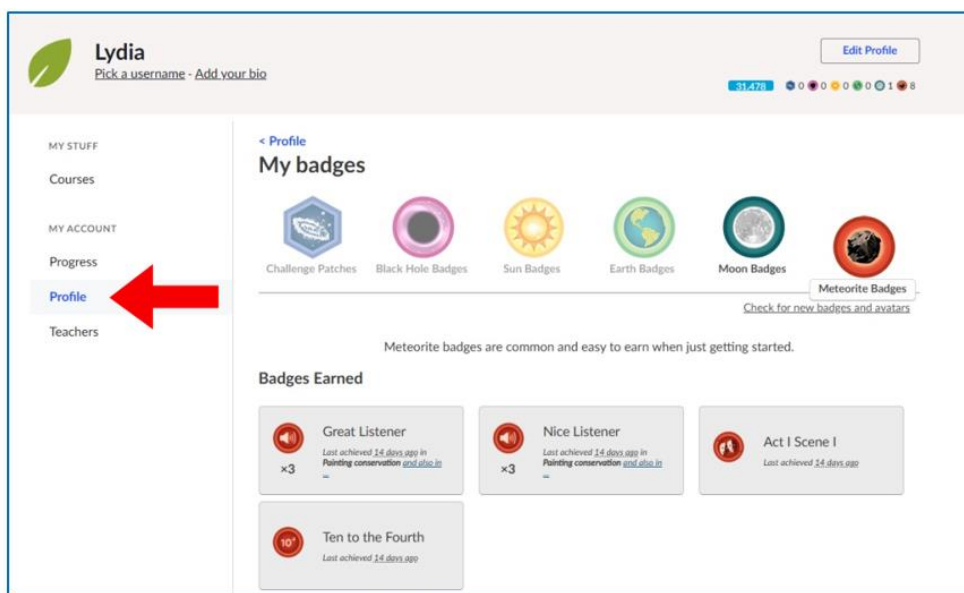 Lydia
Pick a username - Add your bio
Edit Profile
31,478 0 0 0 0 1 8
MY STUFF
Courses
MY ACCOUNT
Progress
Profile
Teachers
< Profile
My badges
Challenge Patches Black Hole Badges Sun Badges Earth Badges Moon Badges
Meteorite Badges
Check for new badges and avatars
Meteorite badges are common and easy to earn when just getting started.
Badges Earned
Great Listener
Last achieved 14 days ago in
Painting conservation and also in
...
×3
Nice Listener
Last achieved 14 days ago in
Painting conservation and also in
...
×3
Act I Scene I
Last achieved 14 days ago
10⁴
Ten to the Fourth
Last achieved 14 days ago